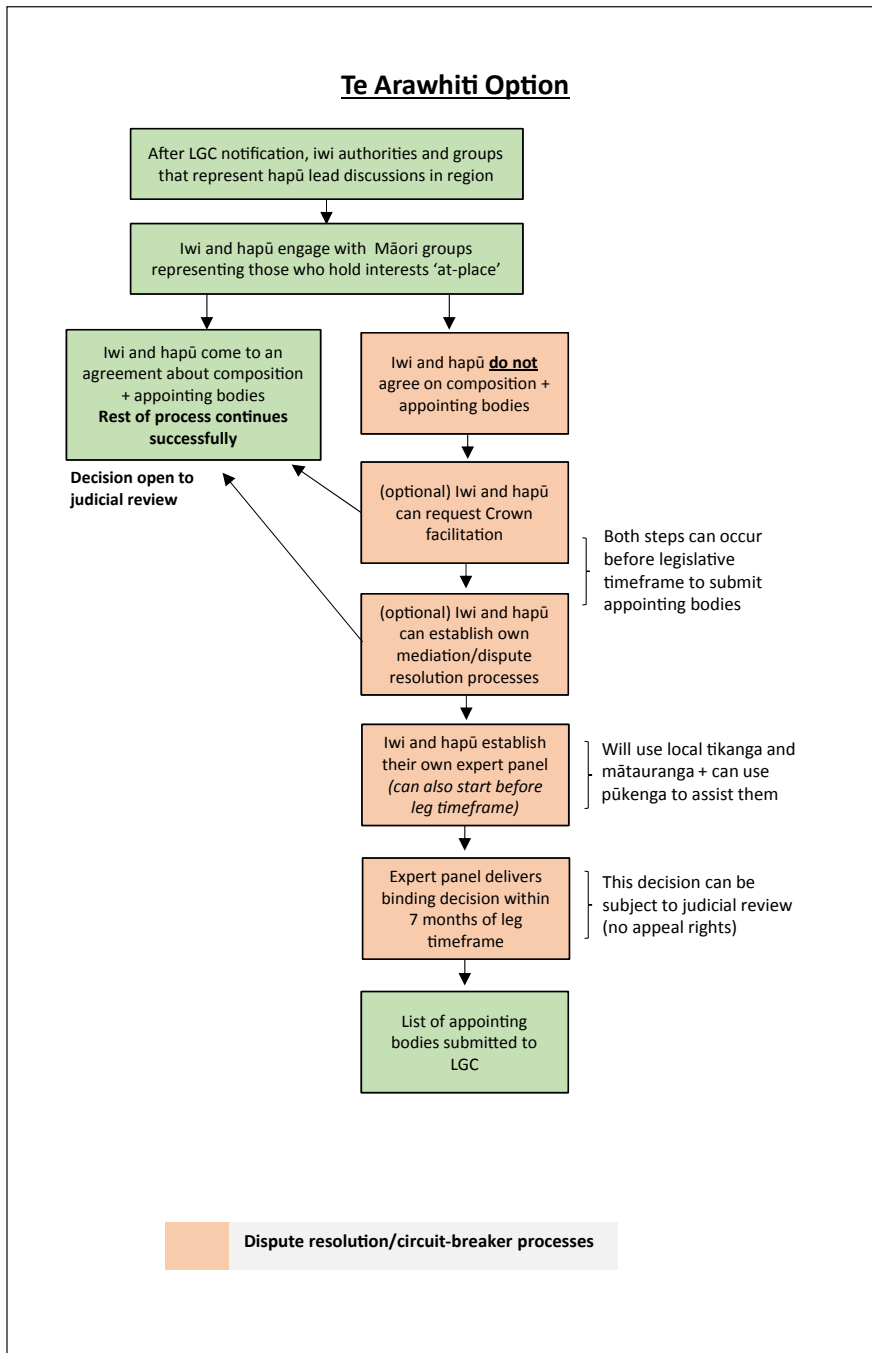 Te Arawhiti Option
After LGC notification, iwi authorities and groups
that represent hapū lead discussions in region
Iwi and hapū engage with Māori groups
representing those who hold interests ‘at-place’
Iwi and hapū come to an
agreement about composition
+ appointing bodies
Rest of process continues
successfully
Decision open to
judicial review
Iwi and hapū do not
agree on composition +
appointing bodies
(optional) Iwi and hapū
can request Crown
facilitation
Both steps can occur
before legislative
timeframe to submit
appointing bodies
(optional) Iwi and hapū
can establish own
mediation/dispute
resolution processes
Iwi and hapū establish
their own expert panel
(can also start before
leg timeframe)
Will use local tikanga and
mātauranga + can use
pūkenga to assist them
Expert panel delivers
binding decision within
7 months of leg
timeframe
This decision can be
subject to judicial review
(no appeal rights)
List of appointing
bodies submitted to
LGC
Dispute resolution/circuit-breaker processes